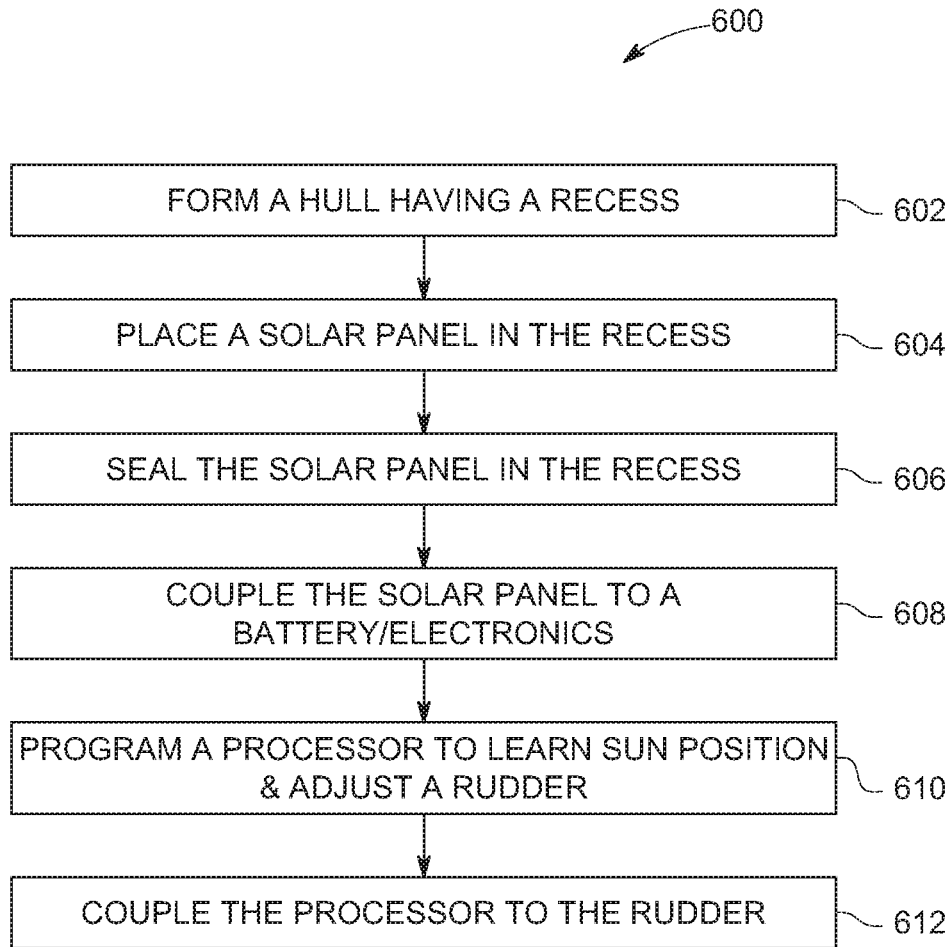 600
FORM A HULL HAVING A RECESS
602
PLACE A SOLAR PANEL IN THE RECESS
604
SEAL THE SOLAR PANEL IN THE RECESS
606
COUPLE THE SOLAR PANEL TO A
BATTERY/ELECTRONICS
608
PROGRAM A PROCESSOR TO LEARN SUN POSITION
& ADJUST A RUDDER
610
COUPLE THE PROCESSOR TO THE RUDDER
612